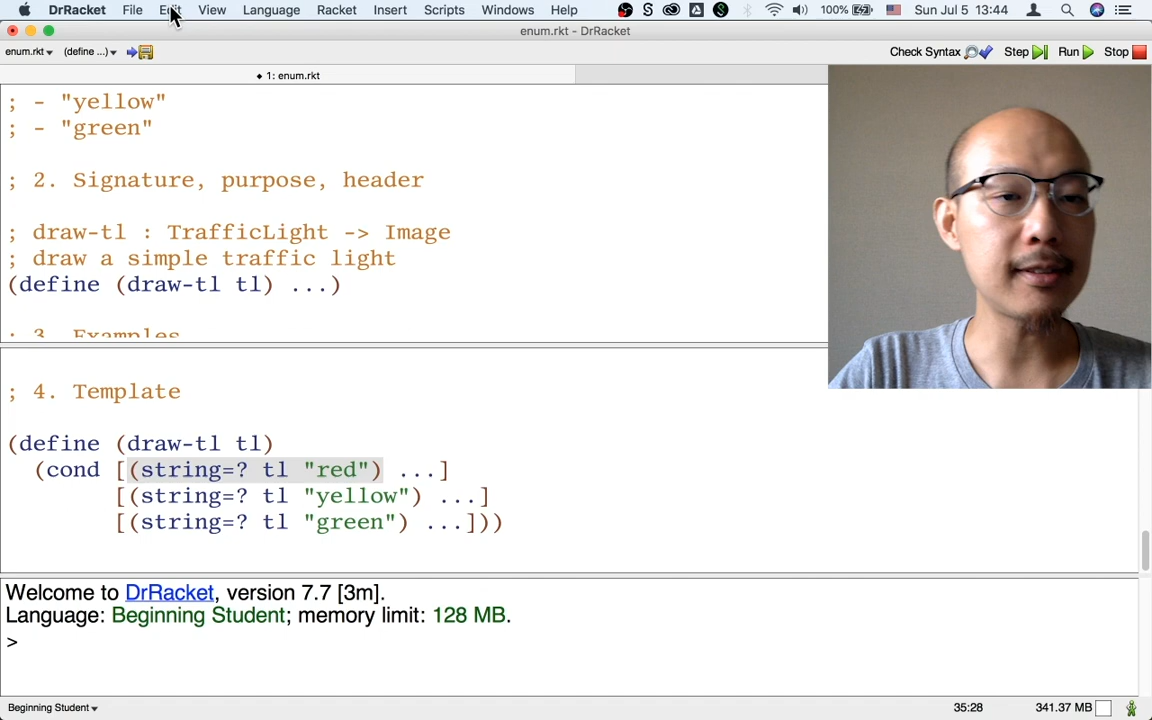 DrRacket File Edit View Language Racket Insert Scripts Windows Help 100% Sun Jul 5 13:44
enum.rkt - DrRacket
enum.rkt (define ...) Check Syntax Step Run Stop
1: enum.rkt
; - "yellow"
; - "green"
; 2. Signature, purpose, header
; draw-tl : TrafficLight -> Image
; draw a simple traffic light
(define (draw-tl tl) ...)
; 3. Examples
; 4. Template
(define (draw-tl tl)
(cond [(string=? tl "red") ...]
[(string=? tl "yellow") ...]
[(string=? tl "green") ...]))
Welcome to DrRacket, version 7.7 [3m].
Language: Beginning Student; memory limit: 128 MB.
>
Beginning Student 35:28 341.37 MB